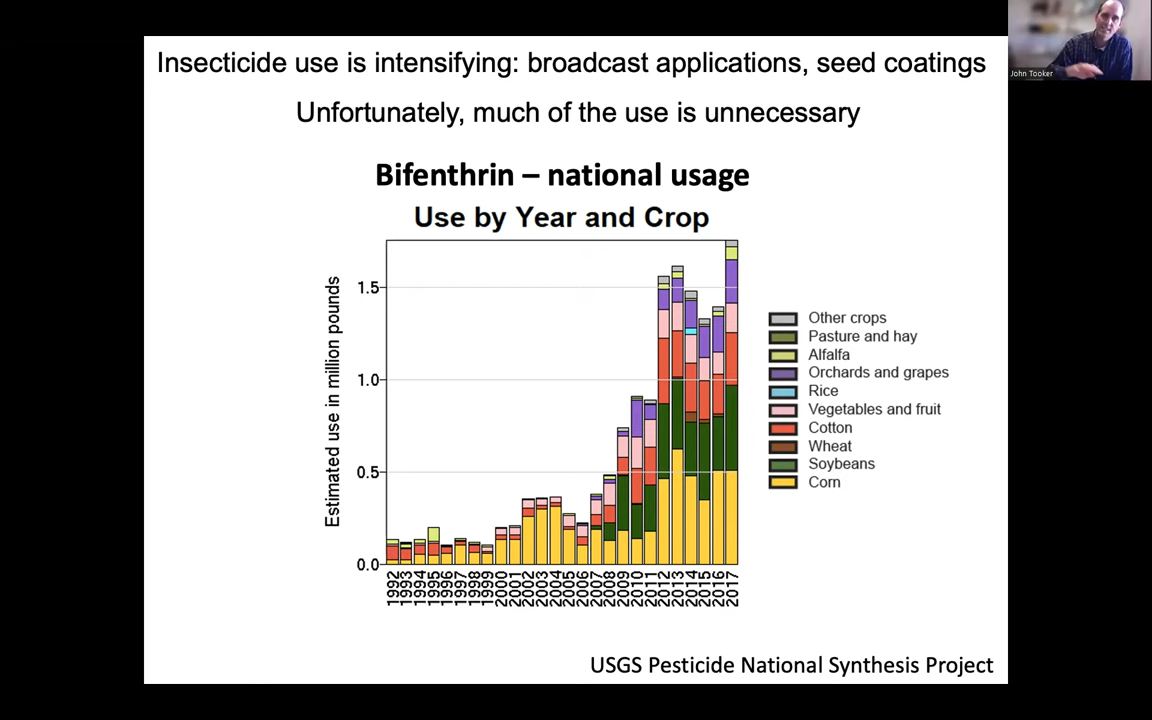 Insecticide use is intensifying: broadcast applications, seed coatings
John Tooker
Unfortunately, much of the use is unnecessary
Bifenthrin – national usage
Use by Year and Crop
Estimated use in million pounds
1.5
1.0
0.5
0.0
1992
1993
1994
1995
1996
1997
1998
1999
2000
2001
2002
2003
2004
2005
2006
2007
2008
2009
2010
2011
2012
2013
2014
2015
2016
2017
Other crops
Pasture and hay
Alfalfa
Orchards and grapes
Rice
Vegetables and fruit
Cotton
Wheat
Soybeans
Corn
USGS Pesticide National Synthesis Project